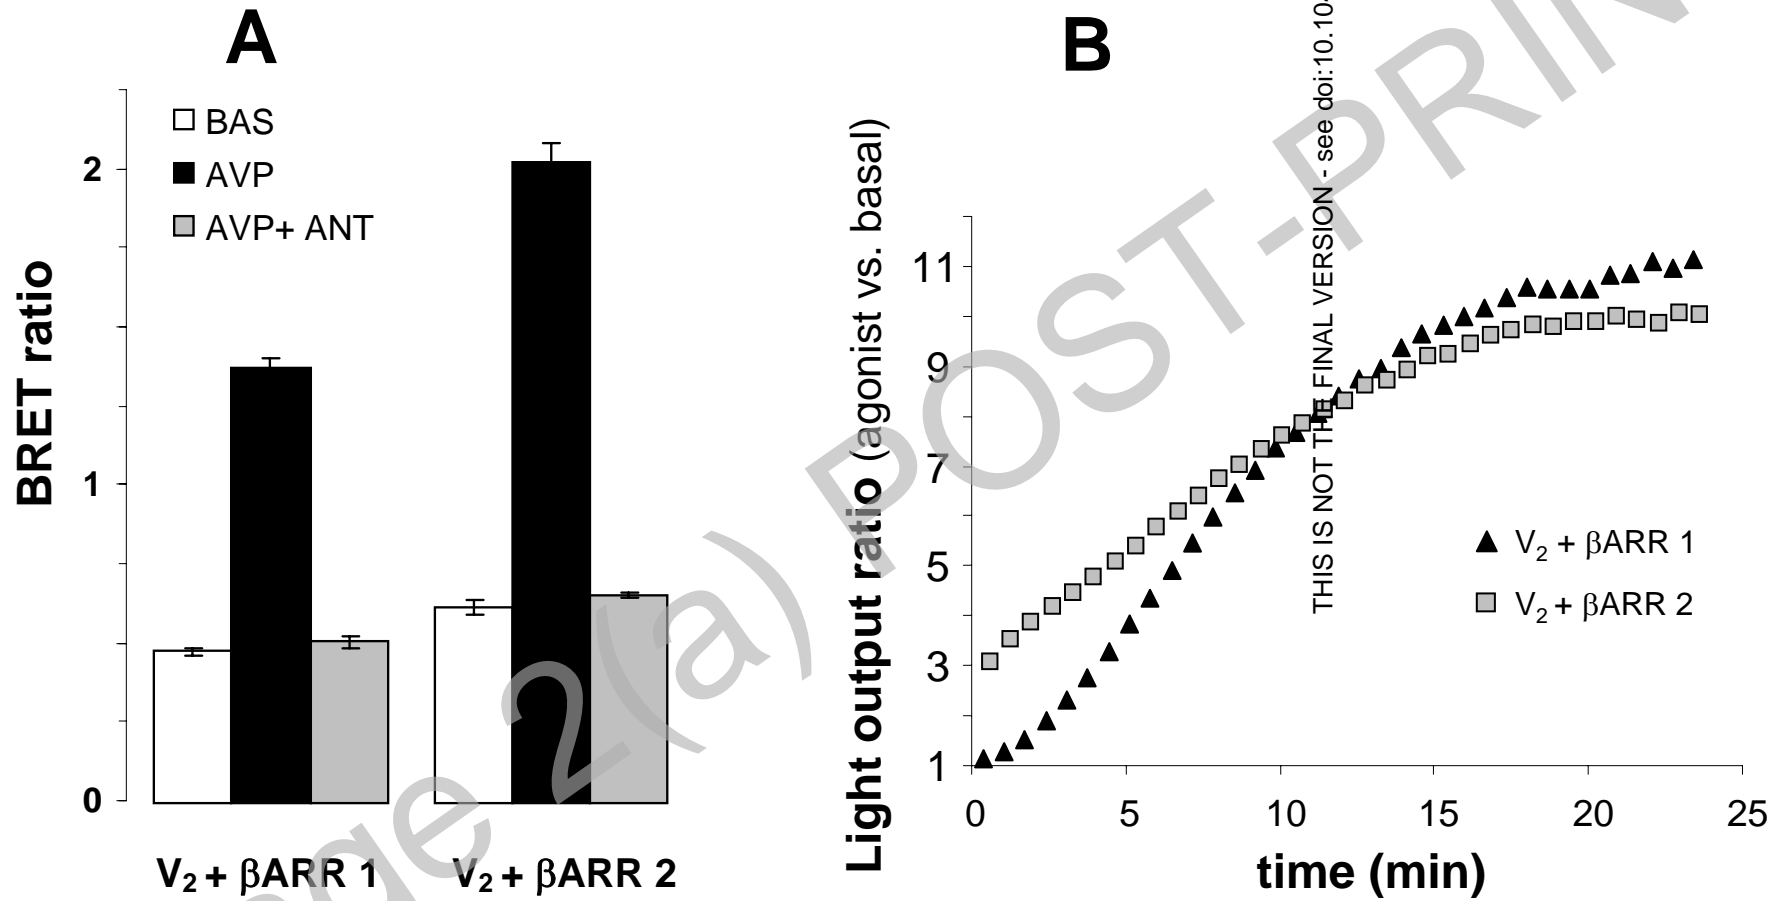 A
BRET ratio
2
1
0
BAS
AVP
AVP+ ANT
V₂ + βARR 1
V₂ + βARR 2
B
Light output ratio (agonist vs. basal)
11
9
7
5
3
1
0 5 10 15 20 25
time (min)
V₂ + βARR 1
V₂ + βARR 2
THIS IS NOT THE FINAL VERSION - see doi:10.10
age 2(a) POST-PRIN